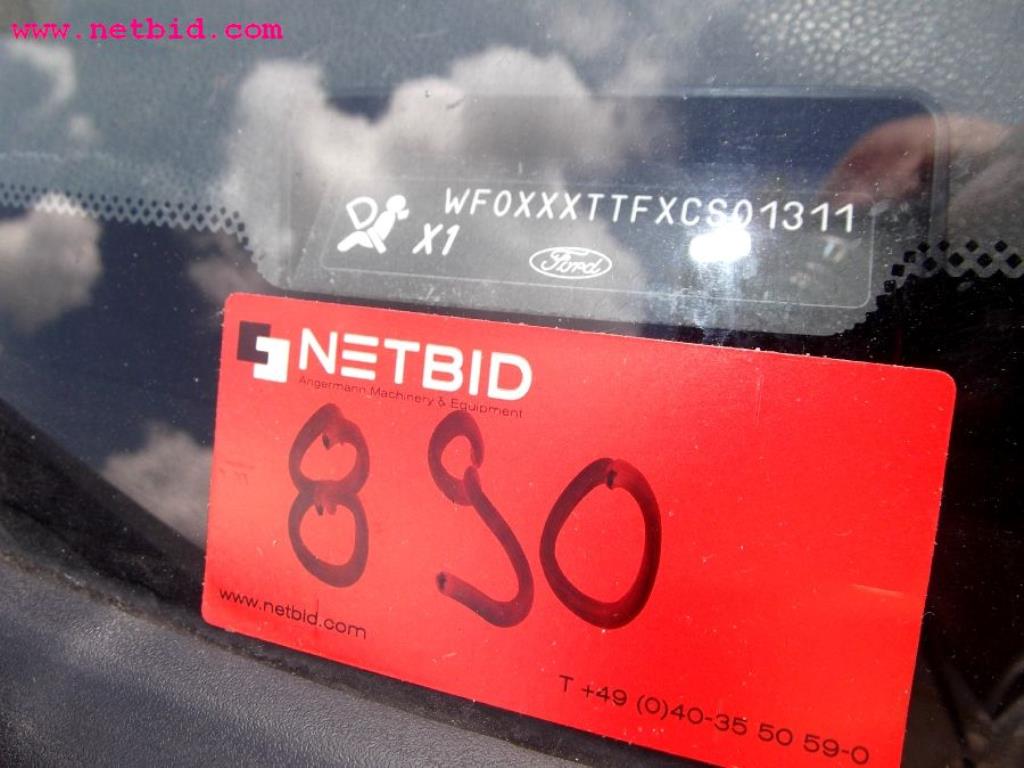 www.netbid.com
WF0XXXTTFXCS01311
X1
Ford
NETBID
Angermann Machinery & Equipment
890
www.netbid.com
T +49 (0)40-35 50 59-0